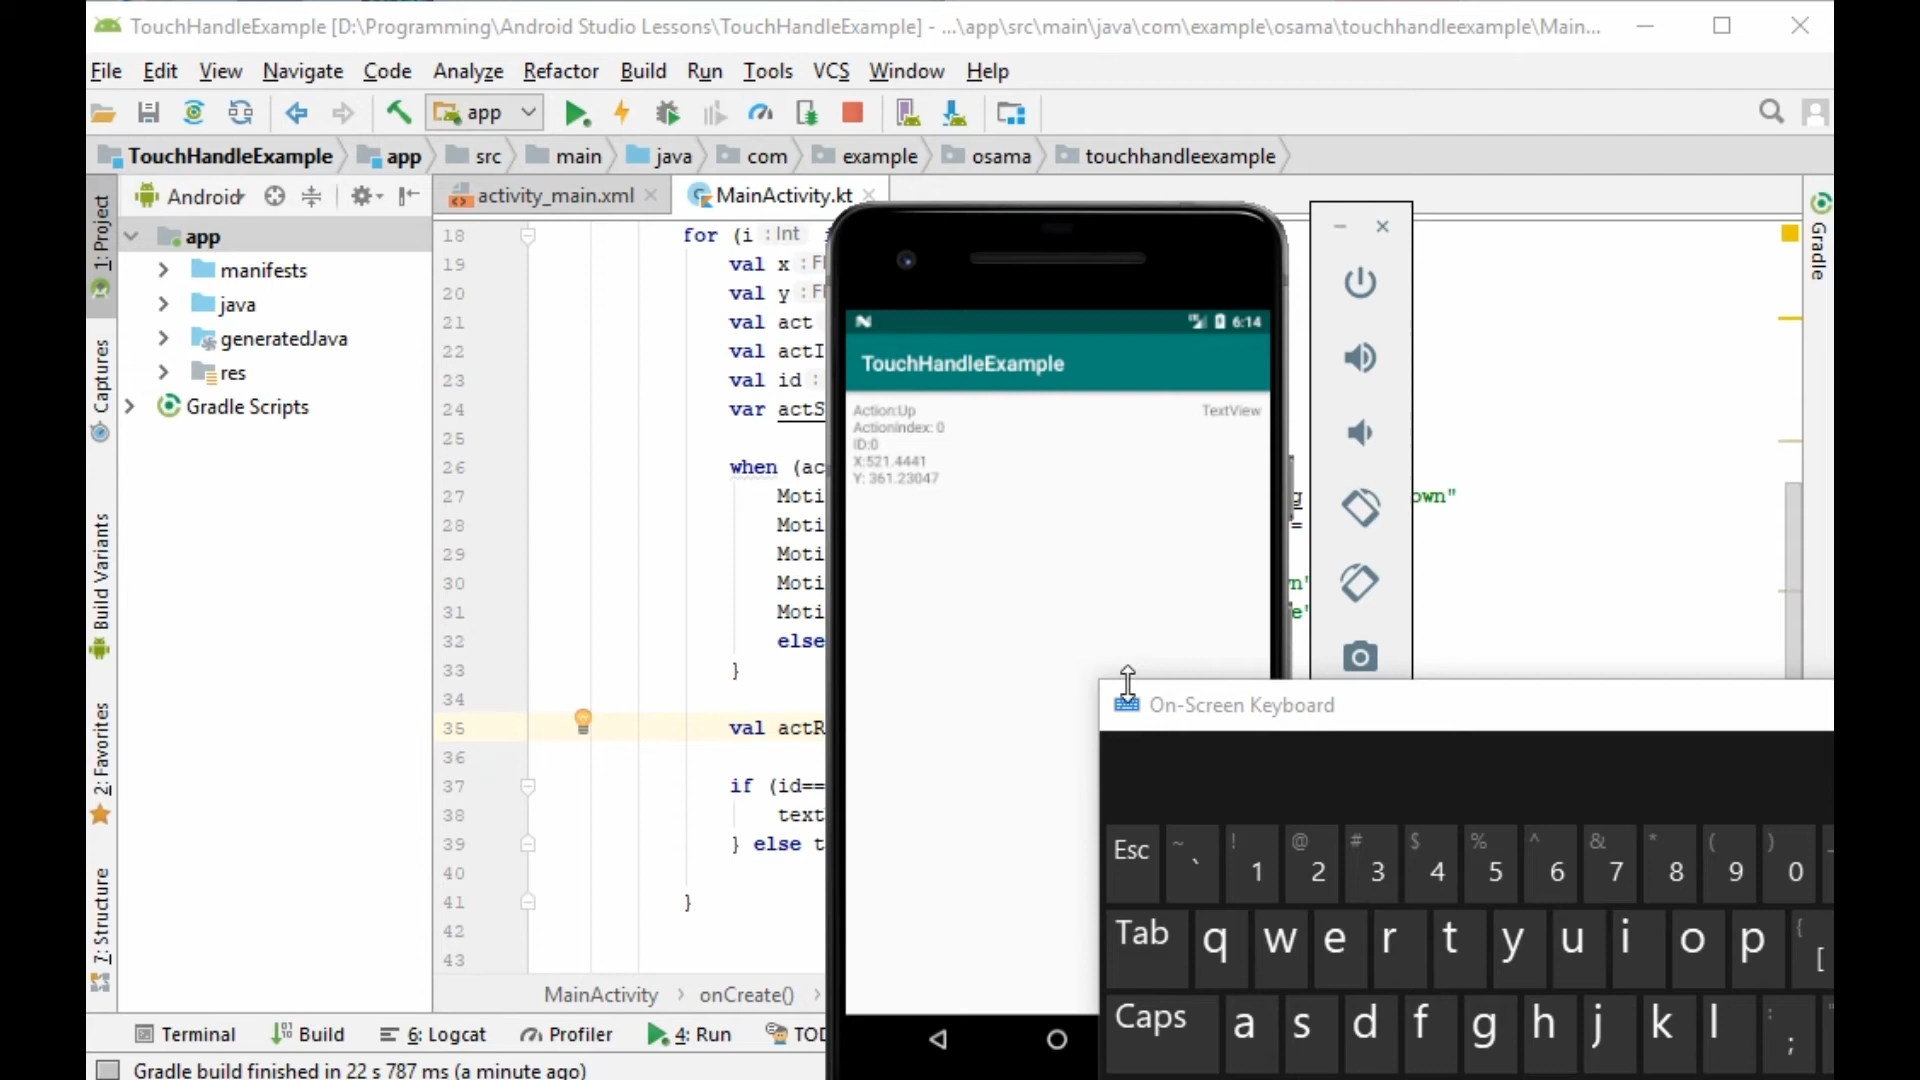 TouchHandleExample [D:\Programming\Android Studio Lessons\TouchHandleExample] - ...\app\src\main\java\com\example\osama\touchhandleexample\Main...
File Edit View Navigate Code Analyze Refactor Build Run Tools VCS Window Help
app
TouchHandleExample app src main java com example osama touchhandleexample
1: Project
Captures
Build Variants
2: Favorites
7: Structure
Android
app
manifests
java
generatedJava
res
Gradle Scripts
activity_main.xml MainActivity.kt
18 for (i : Int
19 val x
20 val y
21 val act
22 val actI
23 val id :
24 var actS
25
26 when (ac
27 Moti own"
28 Moti =
29 Moti
30 Moti n"
31 Moti e"
32 else
33 }
34
35 val actR
36
37 if (id==
38 text
39 } else t
40
41 }
42
43
MainActivity > onCreate() >
Terminal Build 6: Logcat Profiler 4: Run TOD
Gradle build finished in 22 s 787 ms (a minute ago)
6:14
TouchHandleExample
Action:Up
ActionIndex: 0
ID:0
X:521.4441
Y: 361.23047
TextView
Gradle
On-Screen Keyboard
Esc ~ ` ! 1 @ 2 # 3 $ 4 % 5 ^ 6 & 7 * 8 ( 9 ) 0
Tab q w e r t y u i o p { [
Caps a s d f g h j k l : ;